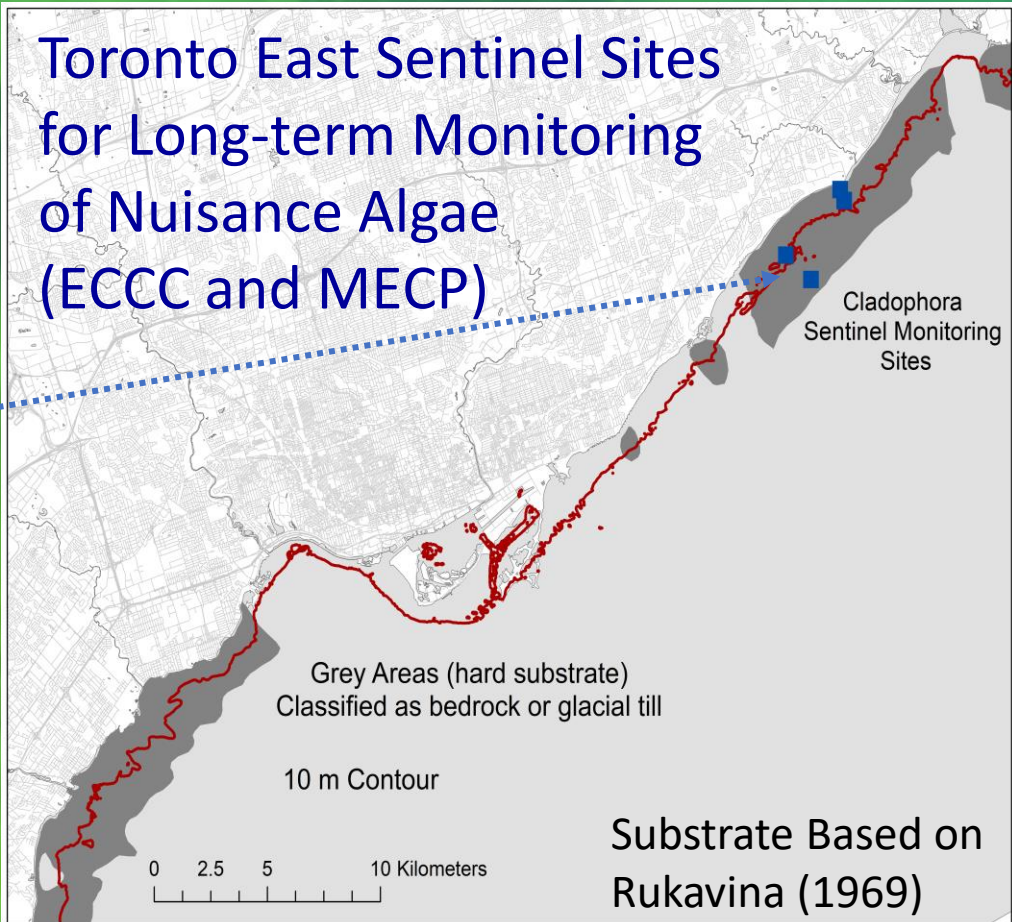 Toronto East Sentinel Sites
for Long-term Monitoring
of Nuisance Algae
(ECCC and MECP)
Cladophora
Sentinel Monitoring
Sites
Grey Areas (hard substrate)
Classified as bedrock or glacial till
10 m Contour
0 2.5 5 10 Kilometers
Substrate Based on
Rukavina (1969)